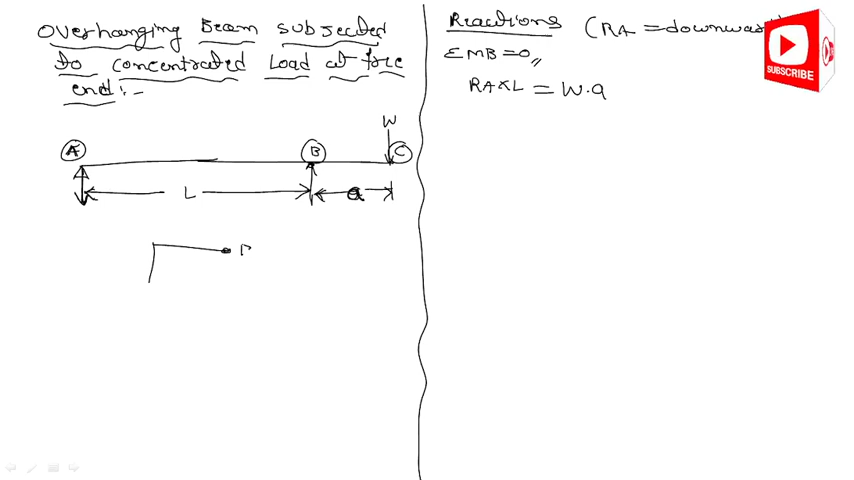 Overhanging Beam subjected
to concentrated Load at free
end:-
Reactions (RA = downward)
ΣMB=0,,
RA×L = W.a
W
A
B
C
L
a
SUBSCRIBE